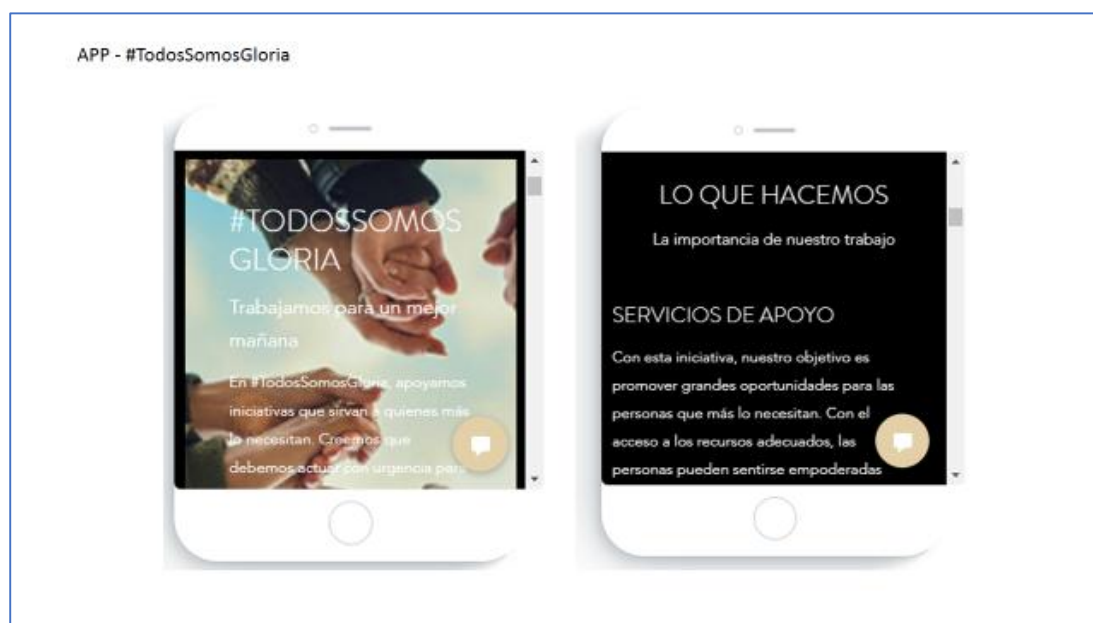 APP - #TodosSomosGloria
#TODOSSOMOS
GLORIA
Trabajamos para un mejor
mañana
En #TodosSomosGloria, apoyamos
iniciativas que sirvan a quienes más
lo necesitan. Creemos que
debemos actuar con urgencia para
LO QUE HACEMOS
La importancia de nuestro trabajo
SERVICIOS DE APOYO
Con esta iniciativa, nuestro objetivo es
promover grandes oportunidades para las
personas que más lo necesitan. Con el
acceso a los recursos adecuados, las
personas pueden sentirse empoderadas